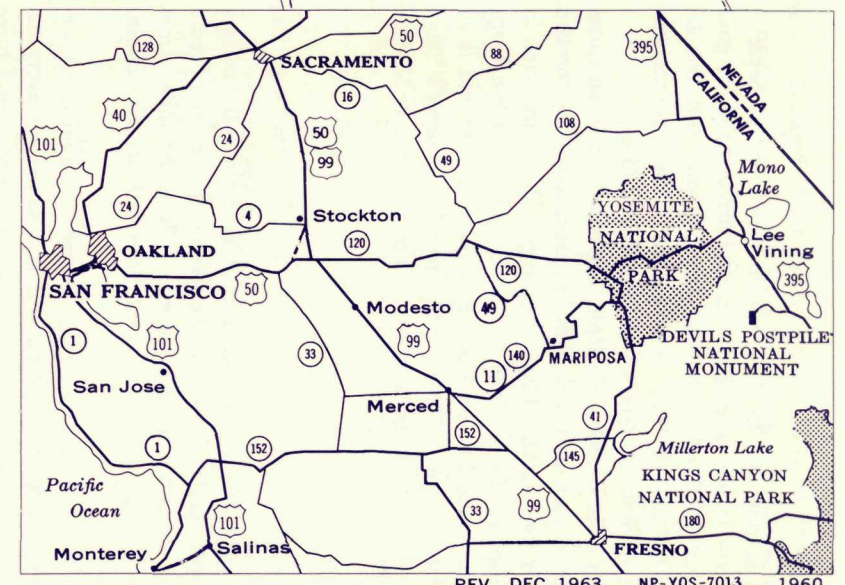 50
128
SACRAMENTO
88
395
NEVADA
CALIFORNIA
16
40
50
99
24
49
108
101
Mono
Lake
24
4
Stockton
YOSEMITE
NATIONAL
PARK
OAKLAND
120
120
Lee
Vining
395
SAN FRANCISCO
50
Modesto
49
99
DEVILS POSTPILE
NATIONAL
MONUMENT
1
101
33
140
MARIPOSA
San Jose
11
Merced
41
152
1
152
145
Millerton Lake
Pacific
Ocean
KINGS CANYON
NATIONAL PARK
101
33
99
180
Monterey
Salinas
FRESNO
REV. DEC. 1963 NP-YOS-7013 1960